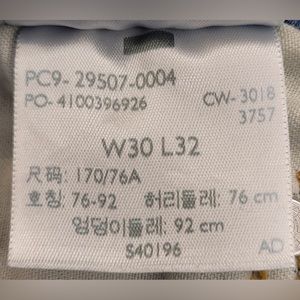 PC9- 29507-0004
PO- 4100396926
CW- 3018
3757
W30 L32
尺码: 170/76A
호칭: 76-92 허리둘레: 76 cm
엉덩이둘레: 92 cm
S40196
AD